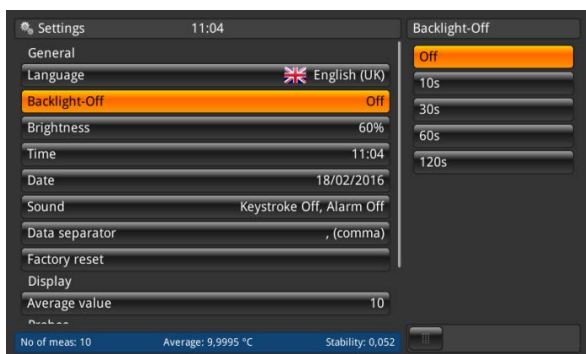 Settings 11:04
General
Language English (UK)
Backlight-Off Off
Brightness 60%
Time 11:04
Date 18/02/2016
Sound Keystroke Off, Alarm Off
Data separator , (comma)
Factory reset
Display
Average value 10
Probes
No of meas: 10 Average: 9,9995 °C Stability: 0,052
Backlight-Off
Off
10s
30s
60s
120s